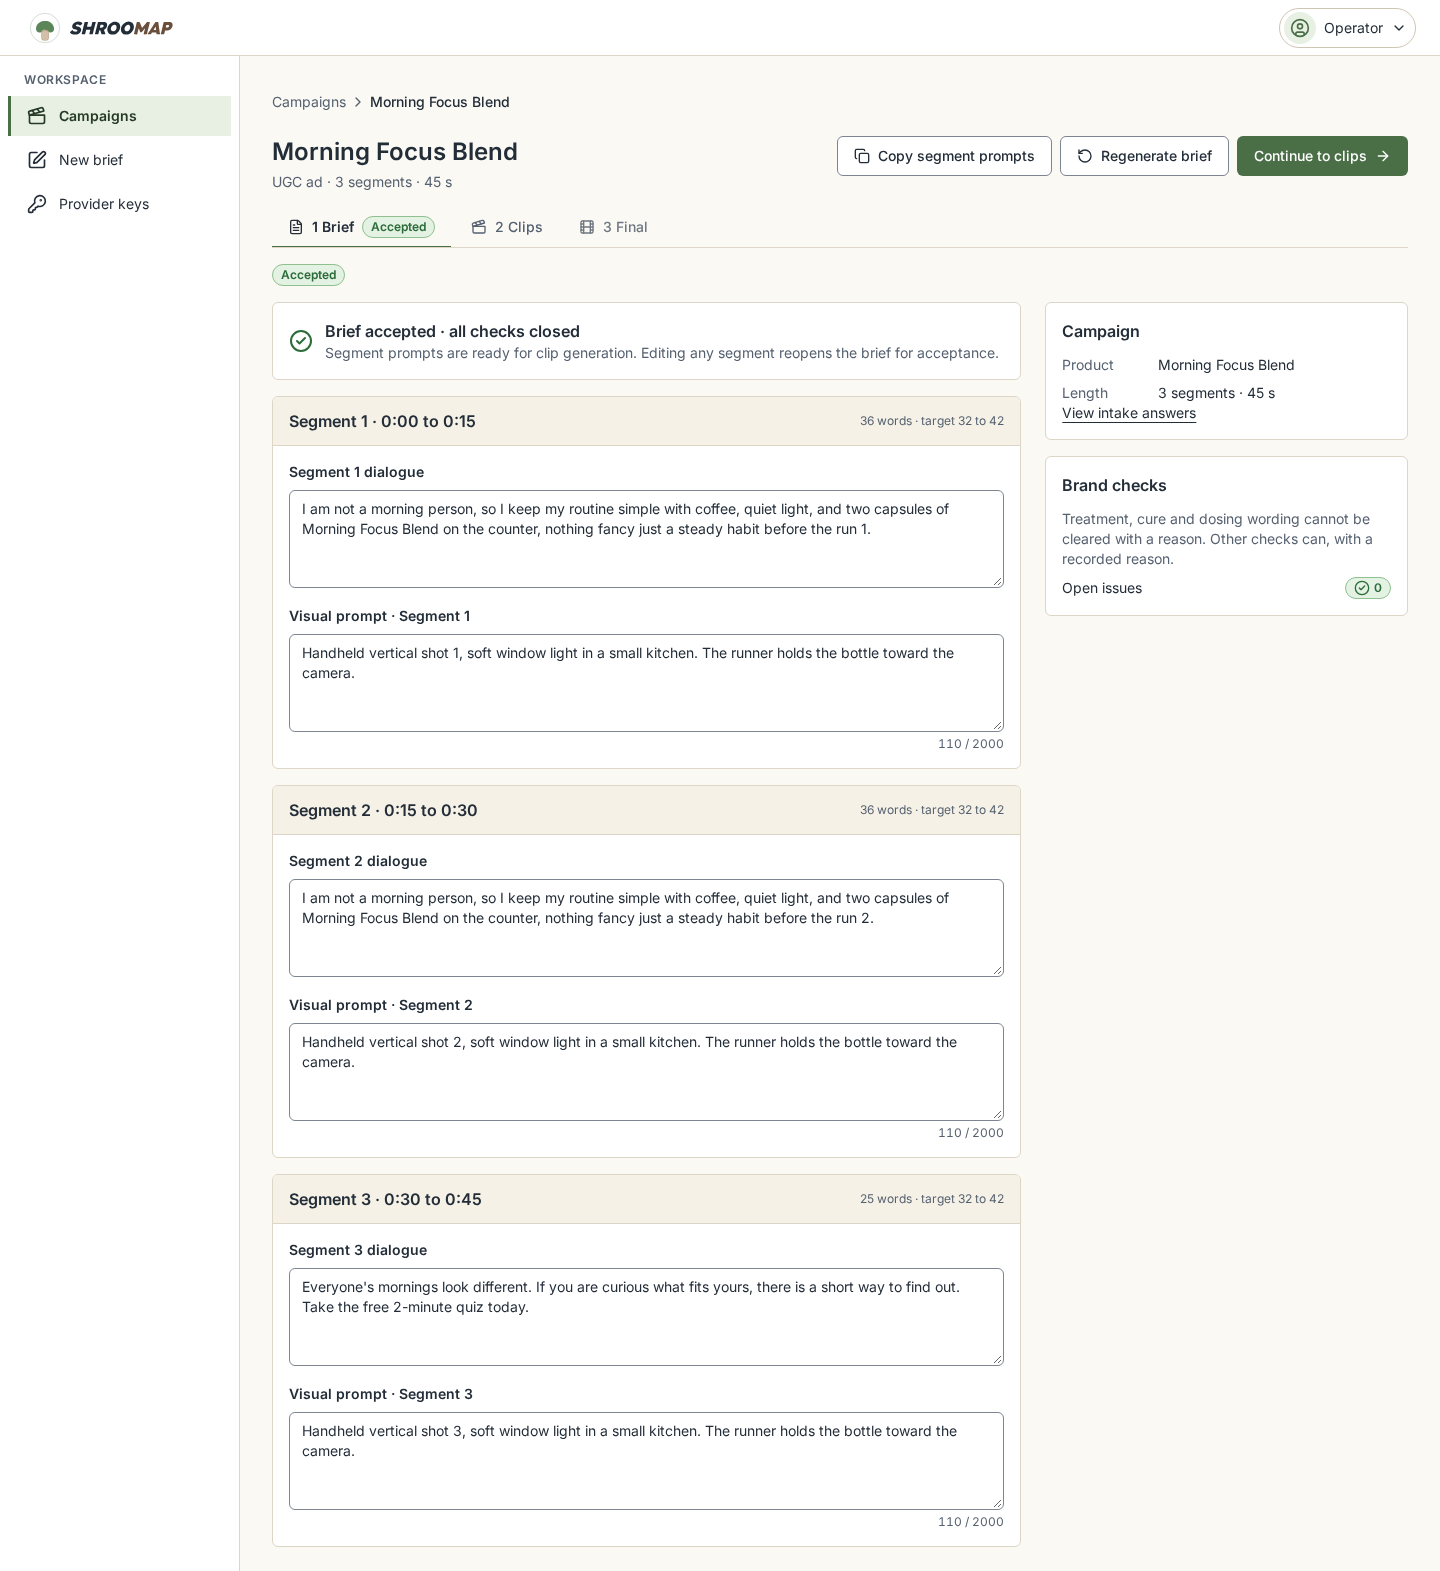 SHROOMAP
Operator
WORKSPACE
Campaigns
New brief
Provider keys
Campaigns > Morning Focus Blend
Morning Focus Blend
UGC ad · 3 segments · 45 s
Copy segment prompts
Regenerate brief
Continue to clips
1 Brief Accepted
2 Clips
3 Final
Accepted
Brief accepted · all checks closed
Segment prompts are ready for clip generation. Editing any segment reopens the brief for acceptance.
Segment 1 · 0:00 to 0:15
36 words · target 32 to 42
Segment 1 dialogue
I am not a morning person, so I keep my routine simple with coffee, quiet light, and two capsules of
Morning Focus Blend on the counter, nothing fancy just a steady habit before the run 1.
Visual prompt · Segment 1
Handheld vertical shot 1, soft window light in a small kitchen. The runner holds the bottle toward the
camera.
110 / 2000
Segment 2 · 0:15 to 0:30
36 words · target 32 to 42
Segment 2 dialogue
I am not a morning person, so I keep my routine simple with coffee, quiet light, and two capsules of
Morning Focus Blend on the counter, nothing fancy just a steady habit before the run 2.
Visual prompt · Segment 2
Handheld vertical shot 2, soft window light in a small kitchen. The runner holds the bottle toward the
camera.
110 / 2000
Segment 3 · 0:30 to 0:45
25 words · target 32 to 42
Segment 3 dialogue
Everyone's mornings look different. If you are curious what fits yours, there is a short way to find out.
Take the free 2-minute quiz today.
Visual prompt · Segment 3
Handheld vertical shot 3, soft window light in a small kitchen. The runner holds the bottle toward the
camera.
110 / 2000
Campaign
Product Morning Focus Blend
Length 3 segments · 45 s
View intake answers
Brand checks
Treatment, cure and dosing wording cannot be
cleared with a reason. Other checks can, with a
recorded reason.
Open issues 0